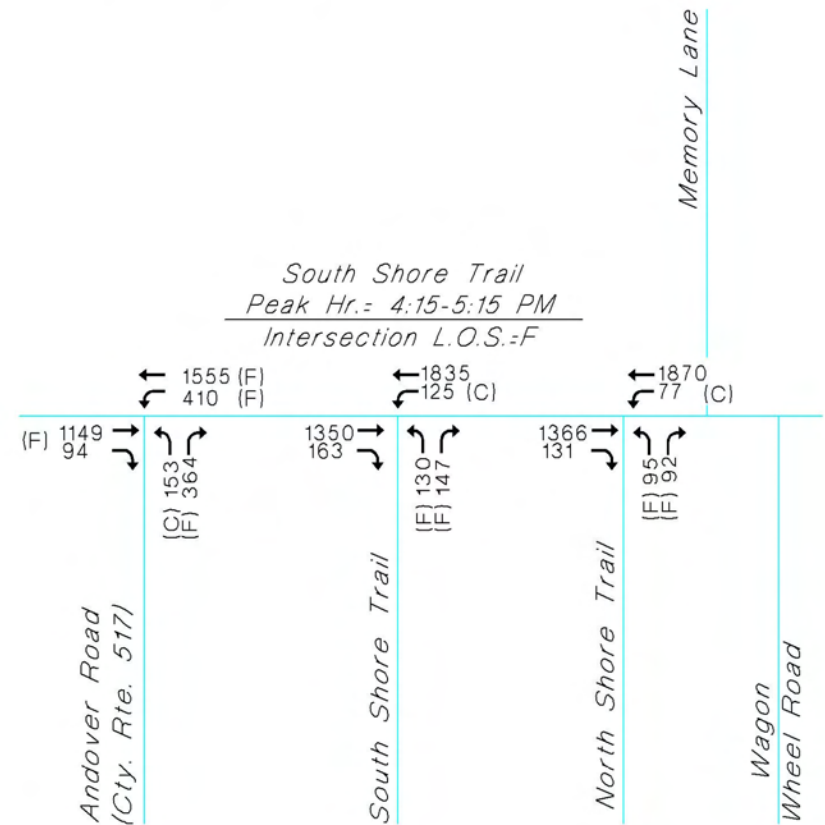 Memory Lane
South Shore Trail
Peak Hr.= 4:15-5:15 PM
Intersection L.O.S.=F
1555 (F)
410 (F)
1835
125 (C)
1870
77 (C)
(F) 1149
94
(C) 153
(F) 364
1350
163
(F) 130
(F) 147
1366
131
(F) 95
(F) 92
Andover Road
(Cty. Rte. 517)
South Shore Trail
North Shore Trail
Wagon
Wheel Road